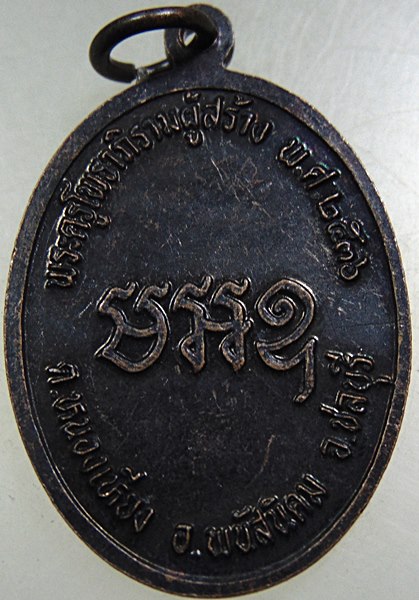 พระครูโพธาภิรามผู้สร้าง พ.ศ ๒๕๓๖
ต.หนองเหียง อ.พนัสนิคม จ.ชลบุรี